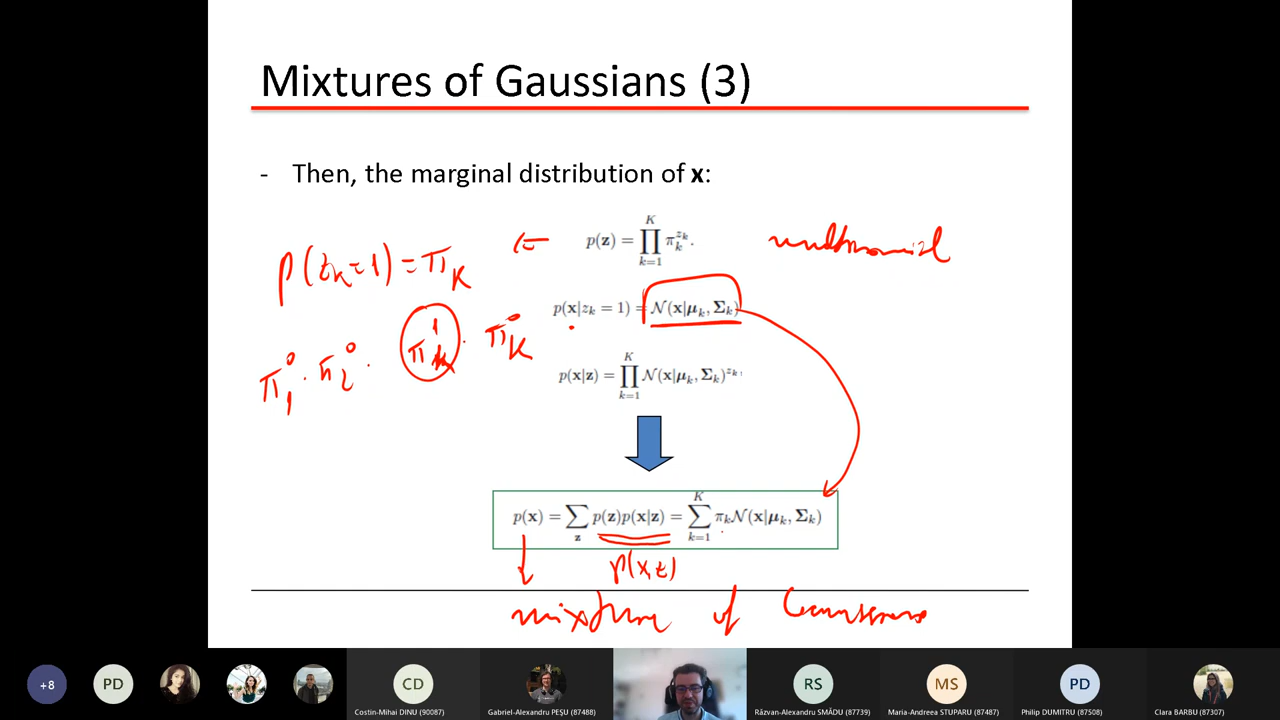 Mixtures of Gaussians (3)
- Then, the marginal distribution of x:
p(z) = ∏_{k=1}^{K} π_k^{z_k}.
⇐
multinomial
p(z_k=1) = π_k
p(x|z_k = 1) = N(x|μ_k, Σ_k)
π_1^0 · π_2^0 · π_k^1 · π_K^0
p(x|z) = ∏_{k=1}^{K} N(x|μ_k, Σ_k)^{z_k}.
p(x) = ∑_z p(z)p(x|z) = ∑_{k=1}^{K} π_k N(x|μ_k, Σ_k)
p(x,z)
mixture of Gaussians
+8
PD
CD
RS
MS
PD
Costin-Mihai DINU (90087)
Gabriel-Alexandru PEȘU (87488)
Răzvan-Alexandru SMĂDU (87739)
Maria-Andreea STUPARU (87487)
Philip DUMITRU (87508)
Clara BARBU (87307)